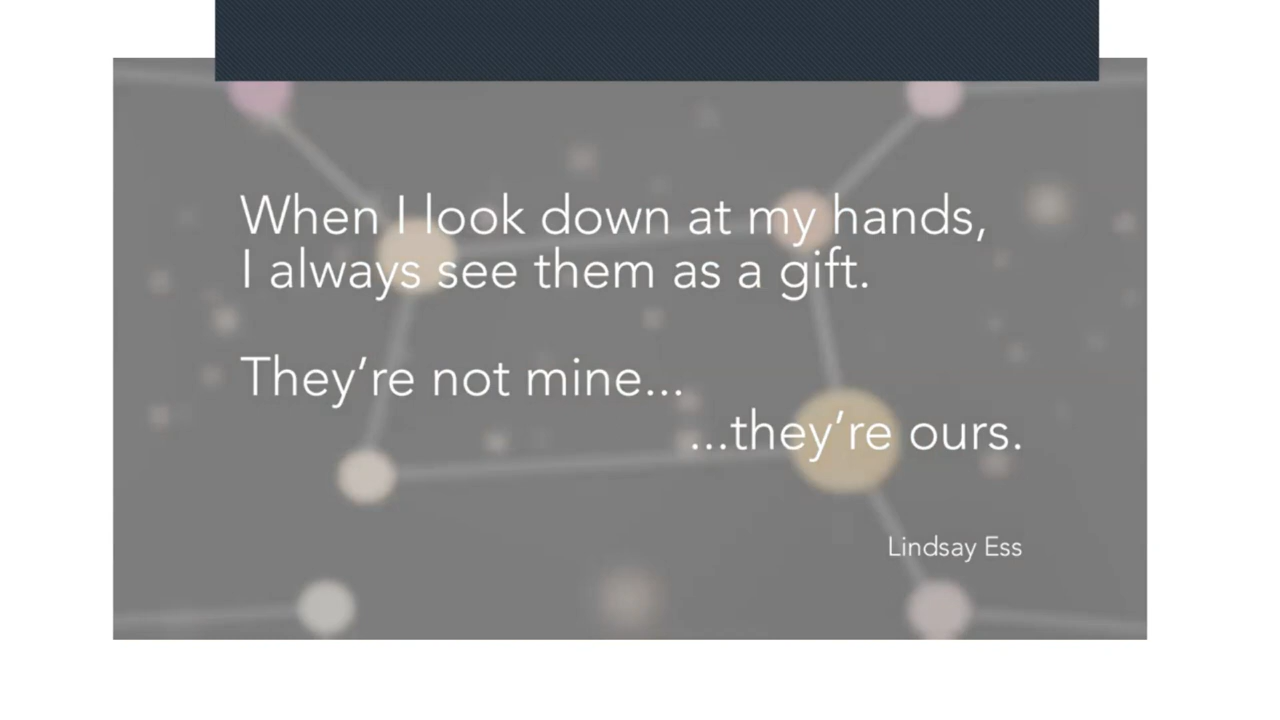 When I look down at my hands,
I always see them as a gift.
They’re not mine...
...they’re ours.
Lindsay Ess